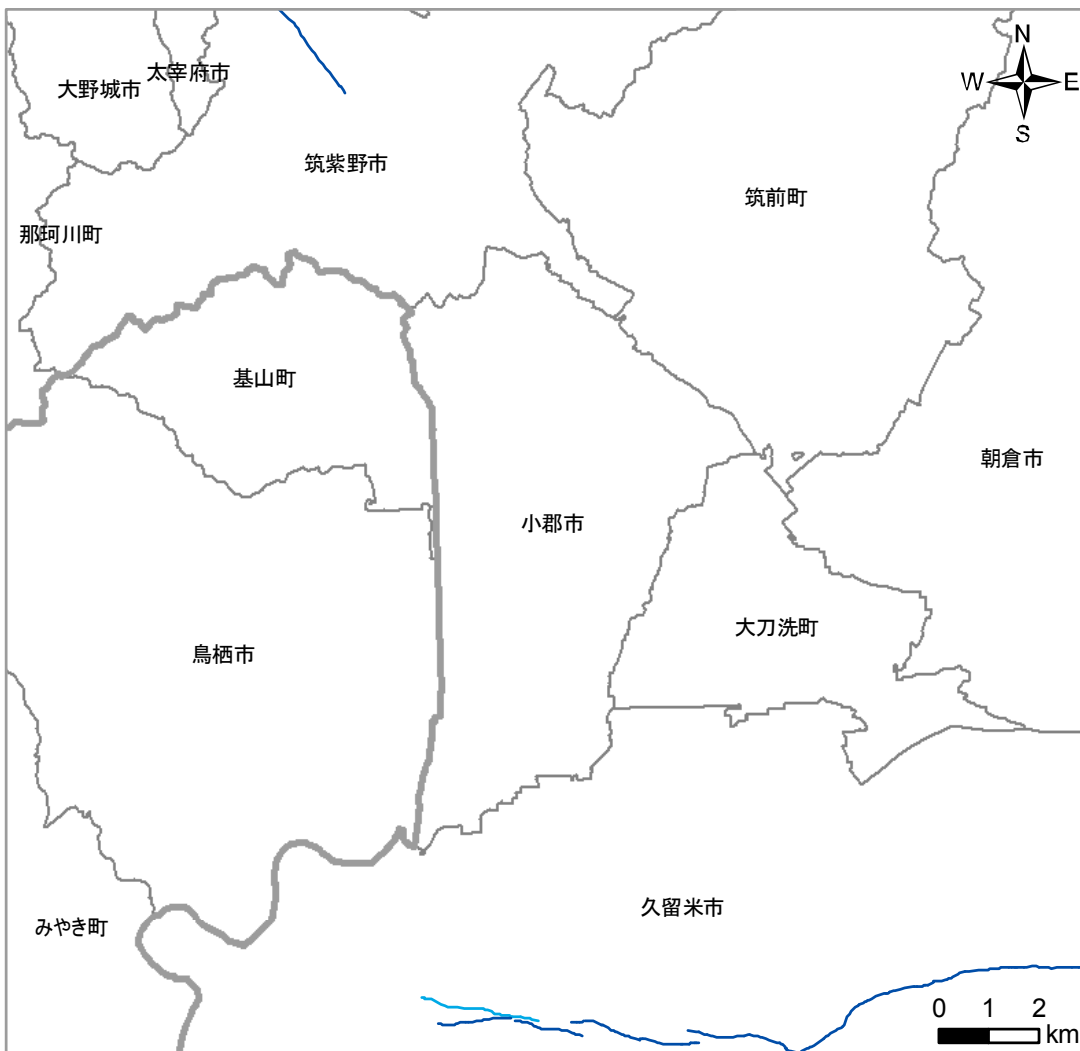 N
太宰府市
大野城市
W E
S
筑紫野市
筑前町
那珂川町
基山町
朝倉市
小郡市
大刀洗町
鳥栖市
久留米市
みやき町
0 1 2
km